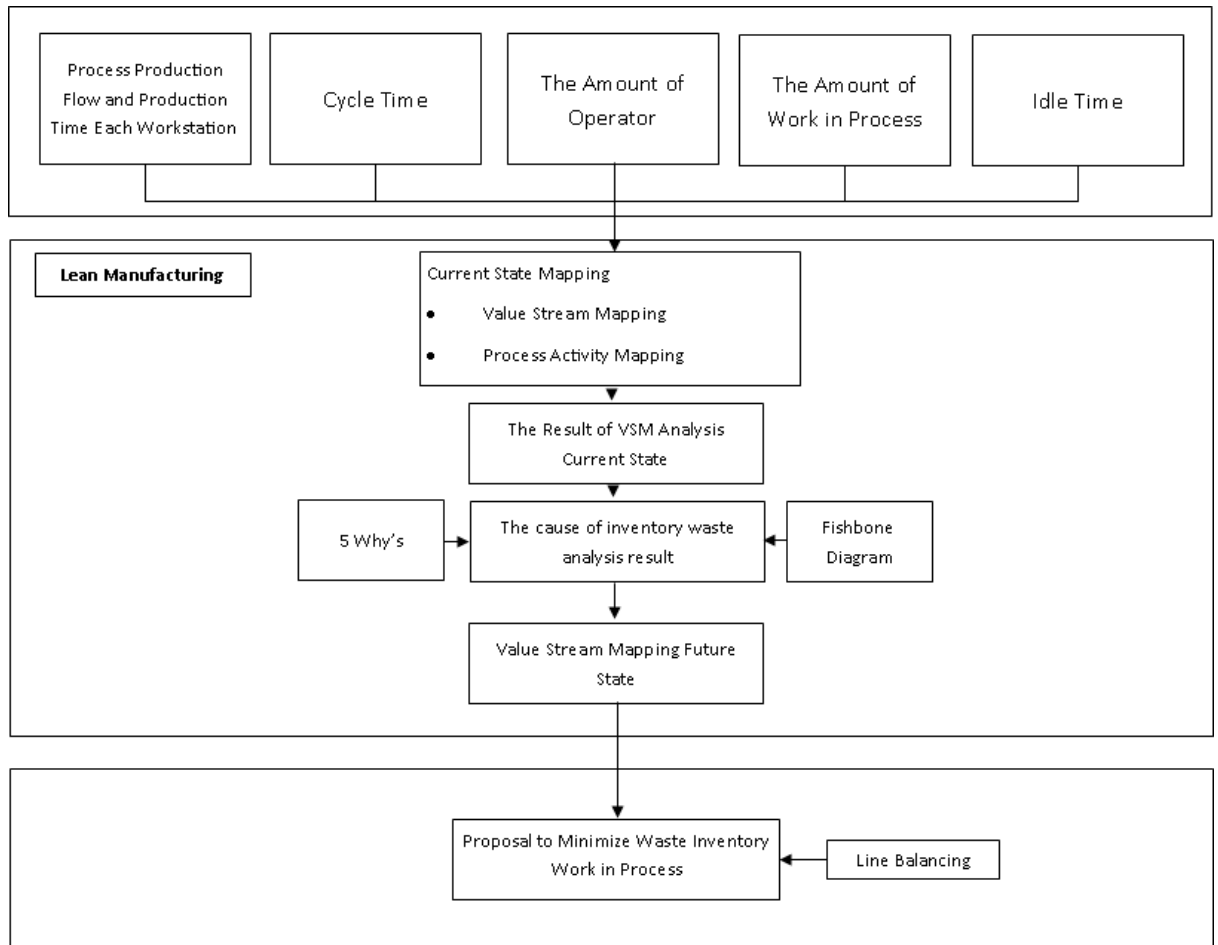 Process Production
Flow and Production
Time Each Workstation
Cycle Time
The Amount of
Operator
The Amount of
Work in Process
Idle Time
Lean Manufacturing
Current State Mapping
• Value Stream Mapping
• Process Activity Mapping
The Result of VSM Analysis
Current State
5 Why's
The cause of inventory waste
analysis result
Fishbone
Diagram
Value Stream Mapping Future
State
Proposal to Minimize Waste Inventory
Work in Process
Line Balancing